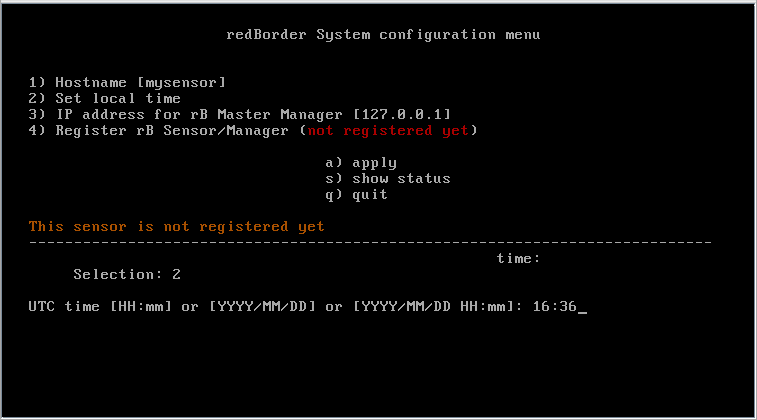 redBorder System configuration menu
1) Hostname [mysensor]
2) Set local time
3) IP address for rB Master Manager [127.0.0.1]
4) Register rB Sensor/Manager (not registered yet)
a) apply
s) show status
q) quit
This sensor is not registered yet
----------------------------------------------------------------------------
time:
Selection: 2
UTC time [HH:mm] or [YYYY/MM/DD] or [YYYY/MM/DD HH:mm]: 16:36_